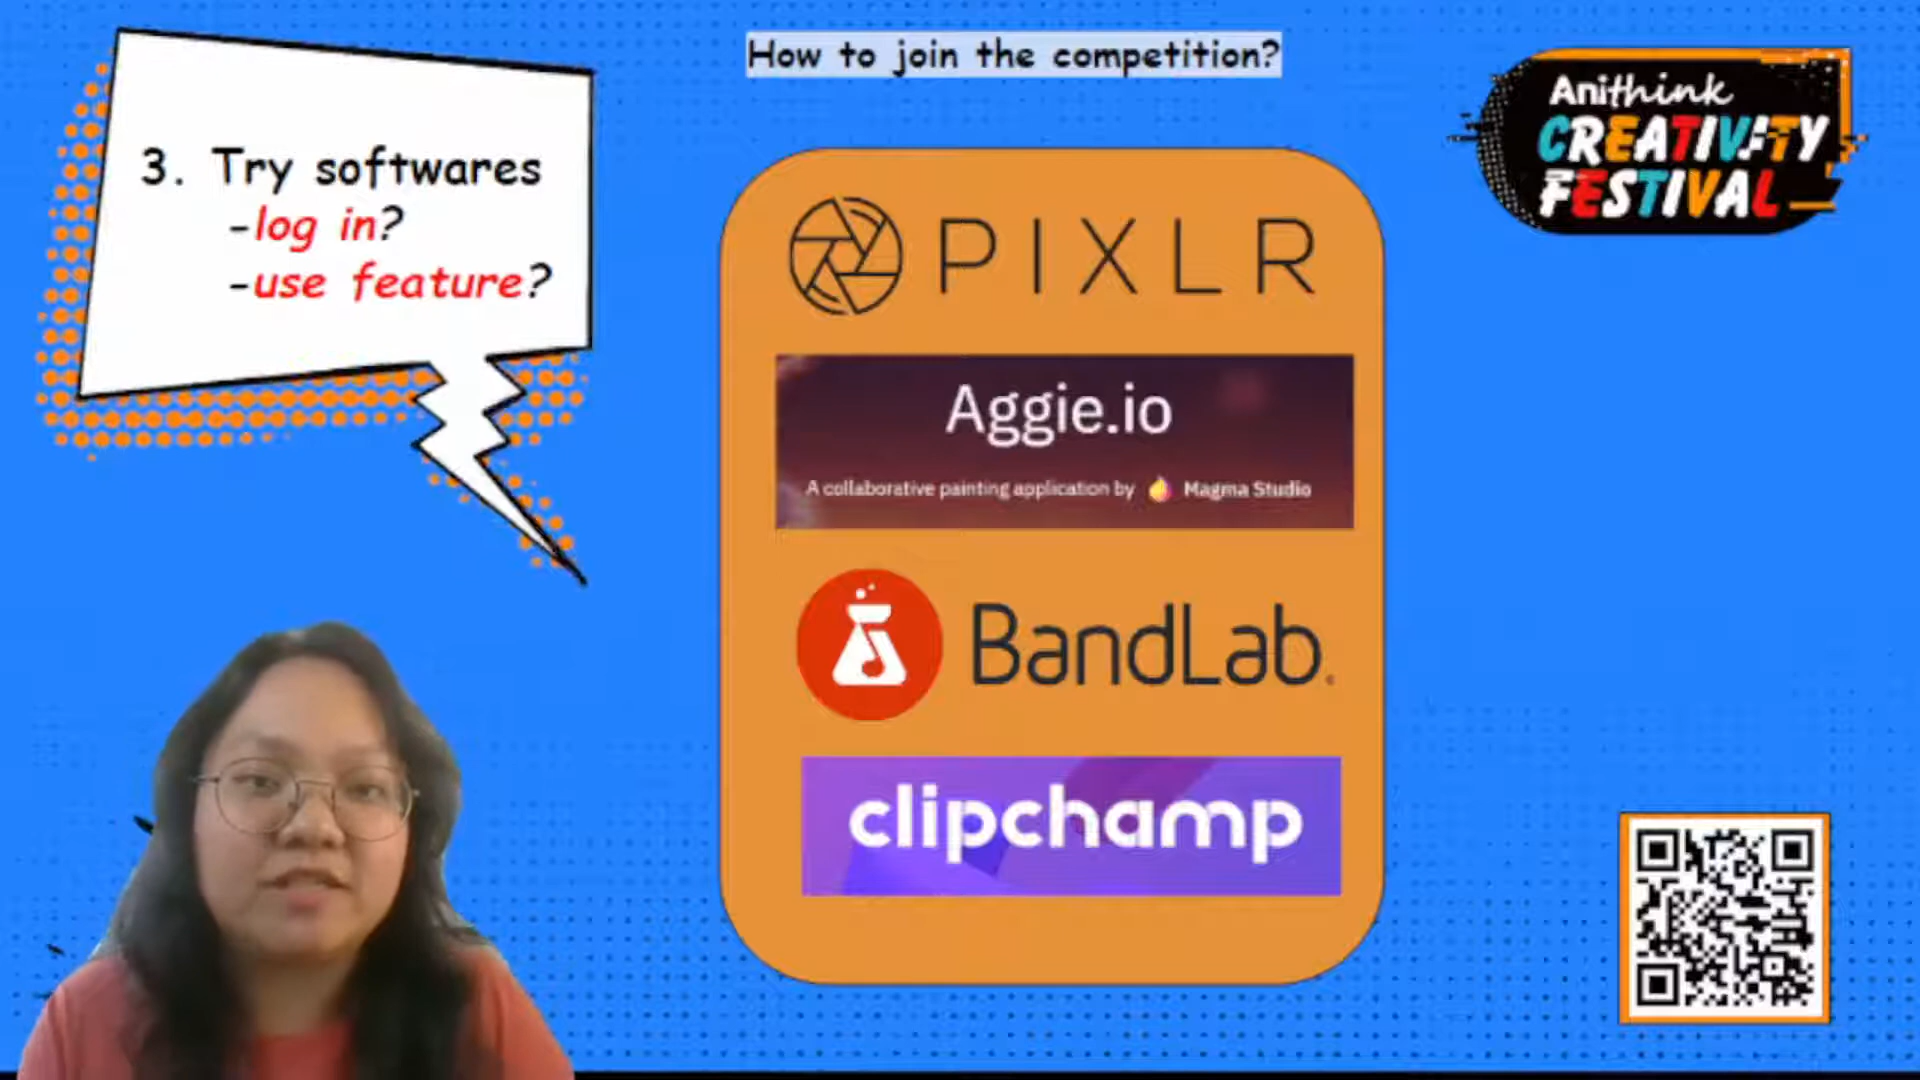 How to join the competition?
3. Try softwares
-log in?
-use feature?
Anithink
CREATIVITY
FESTIVAL
PIXLR
Aggie.io
A collaborative painting application by Magma Studio
BandLab
clipchamp